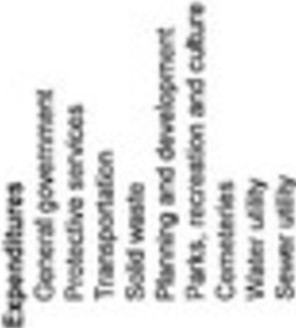 Expenditures
General government
Protective services
Transportation
Solid waste
Planning and development
Parks, recreation and culture
Cemeteries
Water utility
Sewer utility